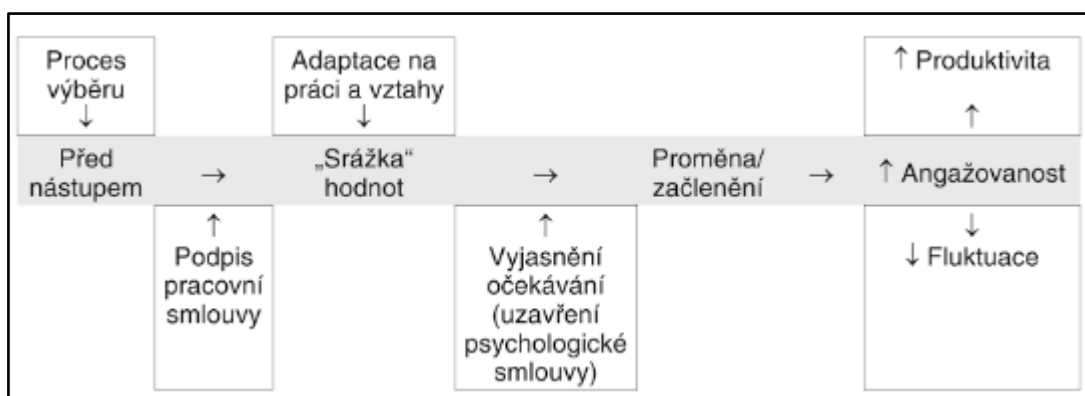 Proces
výběru
↓
Adaptace na
práci a vztahy
↓
↑ Produktivita
↑
Před
nástupem
→
„Srážka“
hodnot
→
Proměna/
začlenění
→
↑ Angažovanost
↑
Podpis
pracovní
smlouvy
↑
Vyjasnění
očekávání
(uzavření
psychologické
smlouvy)
↓
↓ Fluktuace